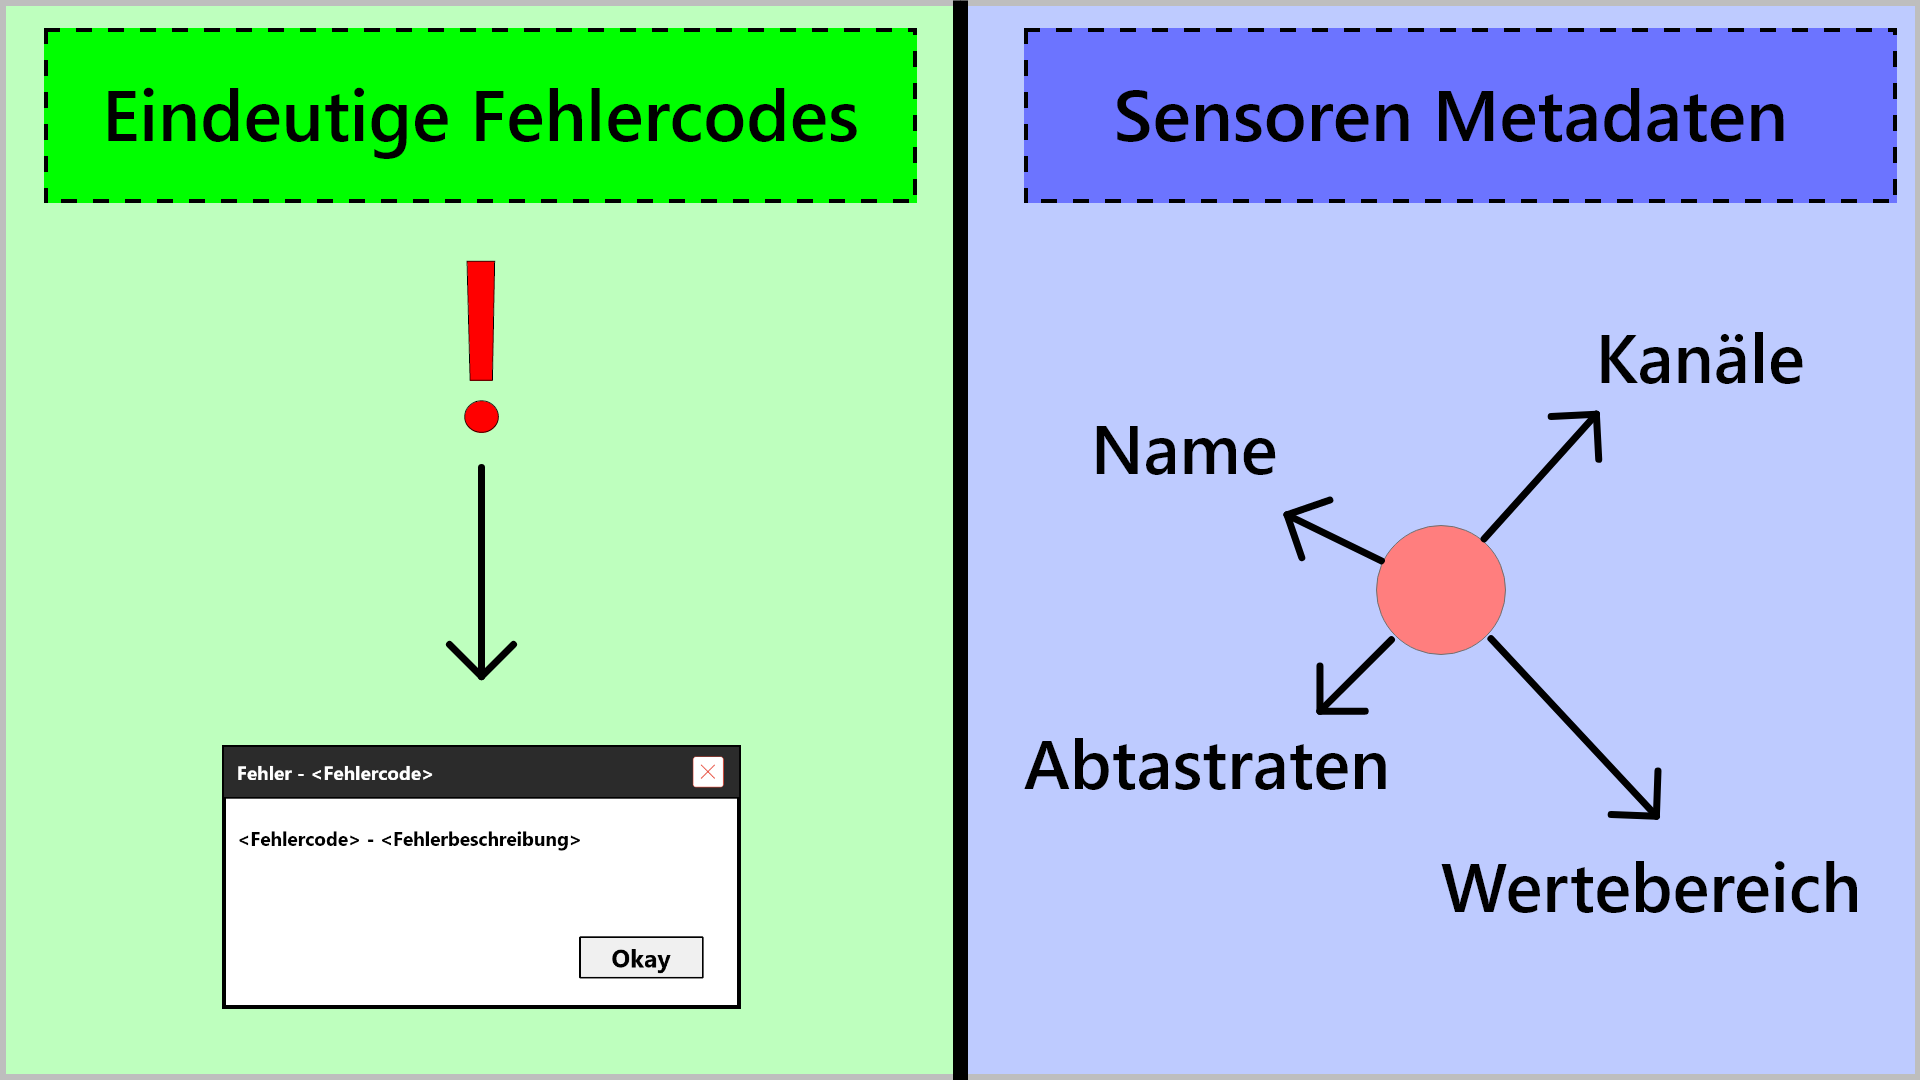 Eindeutige Fehlercodes
Fehler - <Fehlercode>
<Fehlercode> - <Fehlerbeschreibung>
Okay
Sensoren Metadaten
Kanäle
Name
Abtastraten
Wertebereich